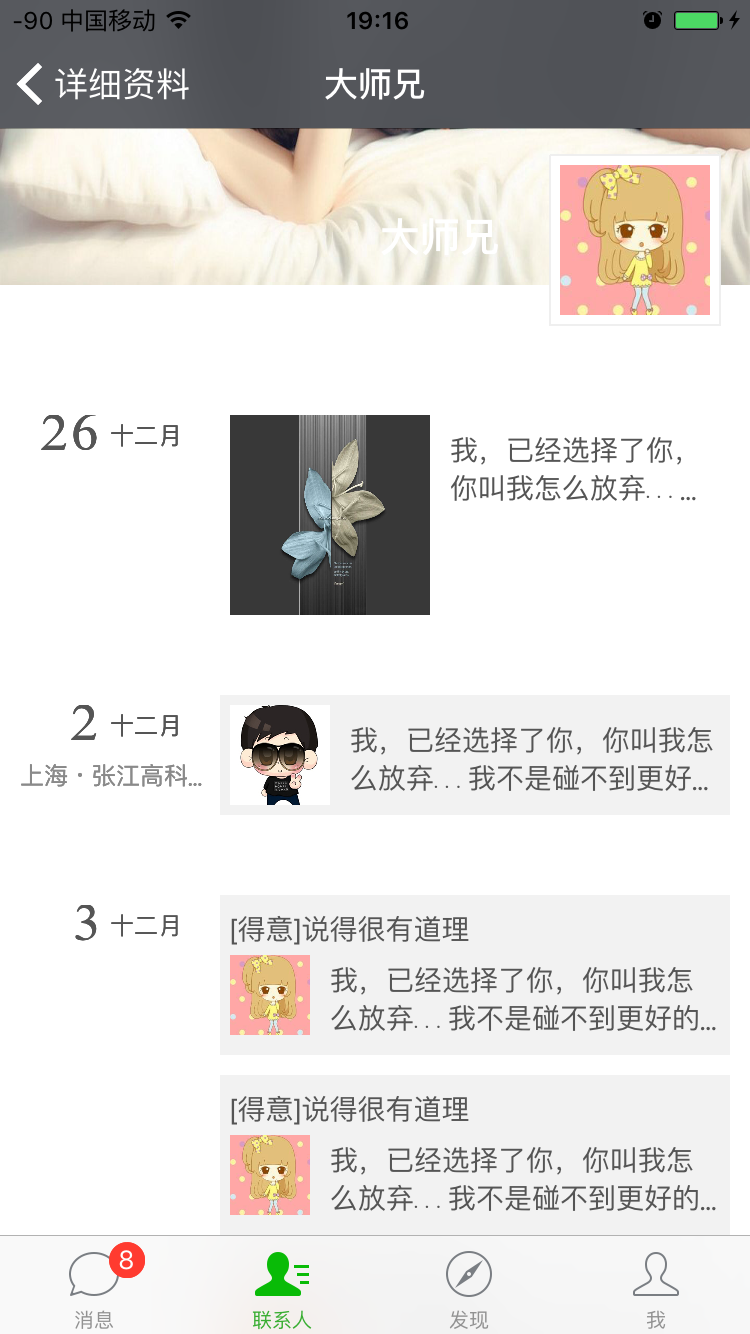 -90 中国移动 19:16
详细资料 大师兄
大师兄
26 十二月
我，已经选择了你，
你叫我怎么放弃... ...
2 十二月
上海·张江高科...
我，已经选择了你，你叫我怎
么放弃...我不是碰不到更好...
3 十二月
[得意]说得很有道理
我，已经选择了你，你叫我怎
么放弃...我不是碰不到更好的...
[得意]说得很有道理
我，已经选择了你，你叫我怎
么放弃...我不是碰不到更好的...
8
消息 联系人 发现 我